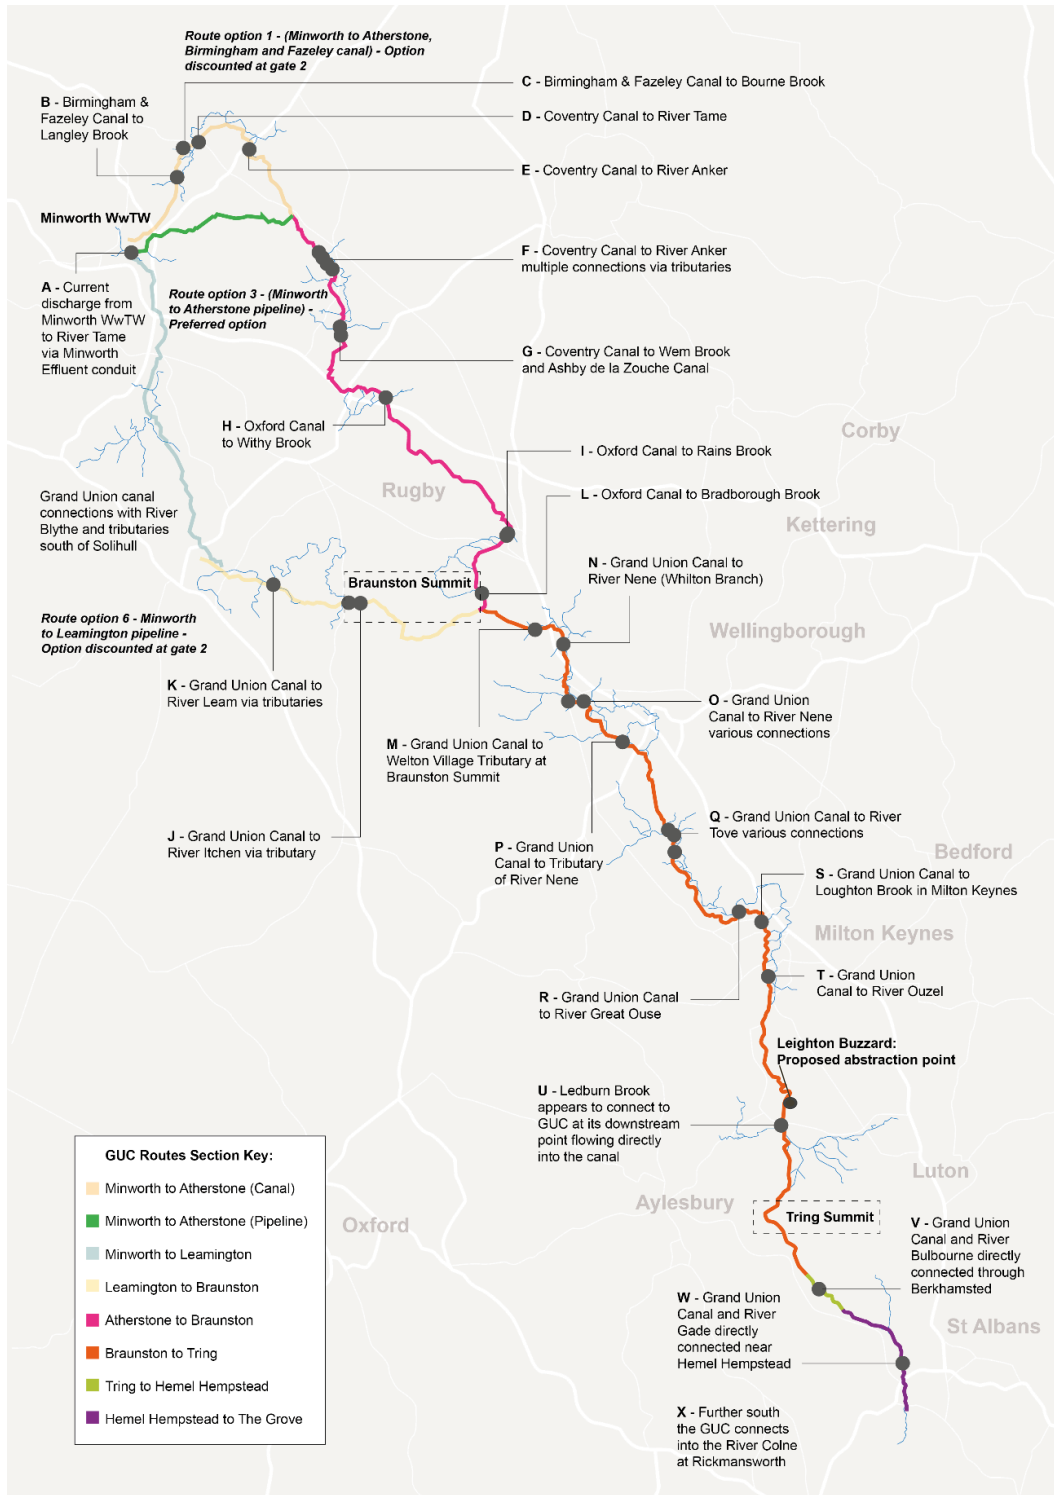 Route option 1 - (Minworth to Atherstone,
Birmingham and Fazeley canal) - Option
discounted at gate 2
C - Birmingham & Fazeley Canal to Bourne Brook
B - Birmingham &
Fazeley Canal to
Langley Brook
D - Coventry Canal to River Tame
E - Coventry Canal to River Anker
Minworth WwTW
F - Coventry Canal to River Anker
multiple connections via tributaries
A - Current
discharge from
Minworth WwTW
to River Tame
via Minworth
Effluent conduit
Route option 3 - (Minworth
to Atherstone pipeline) -
Preferred option
G - Coventry Canal to Wem Brook
and Ashby de la Zouche Canal
H - Oxford Canal
to Withy Brook
Corby
I - Oxford Canal to Rains Brook
Rugby
L - Oxford Canal to Bradborough Brook
Grand Union canal
connections with River
Blythe and tributaries
south of Solihull
Kettering
N - Grand Union Canal to
River Nene (Whilton Branch)
Braunston Summit
Route option 6 - Minworth
to Leamington pipeline -
Option discounted at gate 2
Wellingborough
K - Grand Union Canal to
River Leam via tributaries
O - Grand Union
Canal to River Nene
various connections
M - Grand Union Canal to
Welton Village Tributary at
Braunston Summit
Q - Grand Union Canal to River
Tove various connections
J - Grand Union Canal to
River Itchen via tributary
P - Grand Union
Canal to Tributary
of River Nene
Bedford
S - Grand Union Canal to
Loughton Brook in Milton Keynes
Milton Keynes
T - Grand Union
Canal to River Ouzel
R - Grand Union Canal
to River Great Ouse
Leighton Buzzard:
Proposed abstraction point
U - Ledburn Brook
appears to connect to
GUC at its downstream
point flowing directly
into the canal
Luton
Aylesbury
Oxford
Tring Summit
V - Grand Union
Canal and River
Bulbourne directly
connected through
Berkhamsted
W - Grand Union
Canal and River
Gade directly
connected near
Hemel Hempstead
St Albans
X - Further south
the GUC connects
into the River Colne
at Rickmansworth
GUC Routes Section Key:
Minworth to Atherstone (Canal)
Minworth to Atherstone (Pipeline)
Minworth to Leamington
Leamington to Braunston
Atherstone to Braunston
Braunston to Tring
Tring to Hemel Hempstead
Hemel Hempstead to The Grove